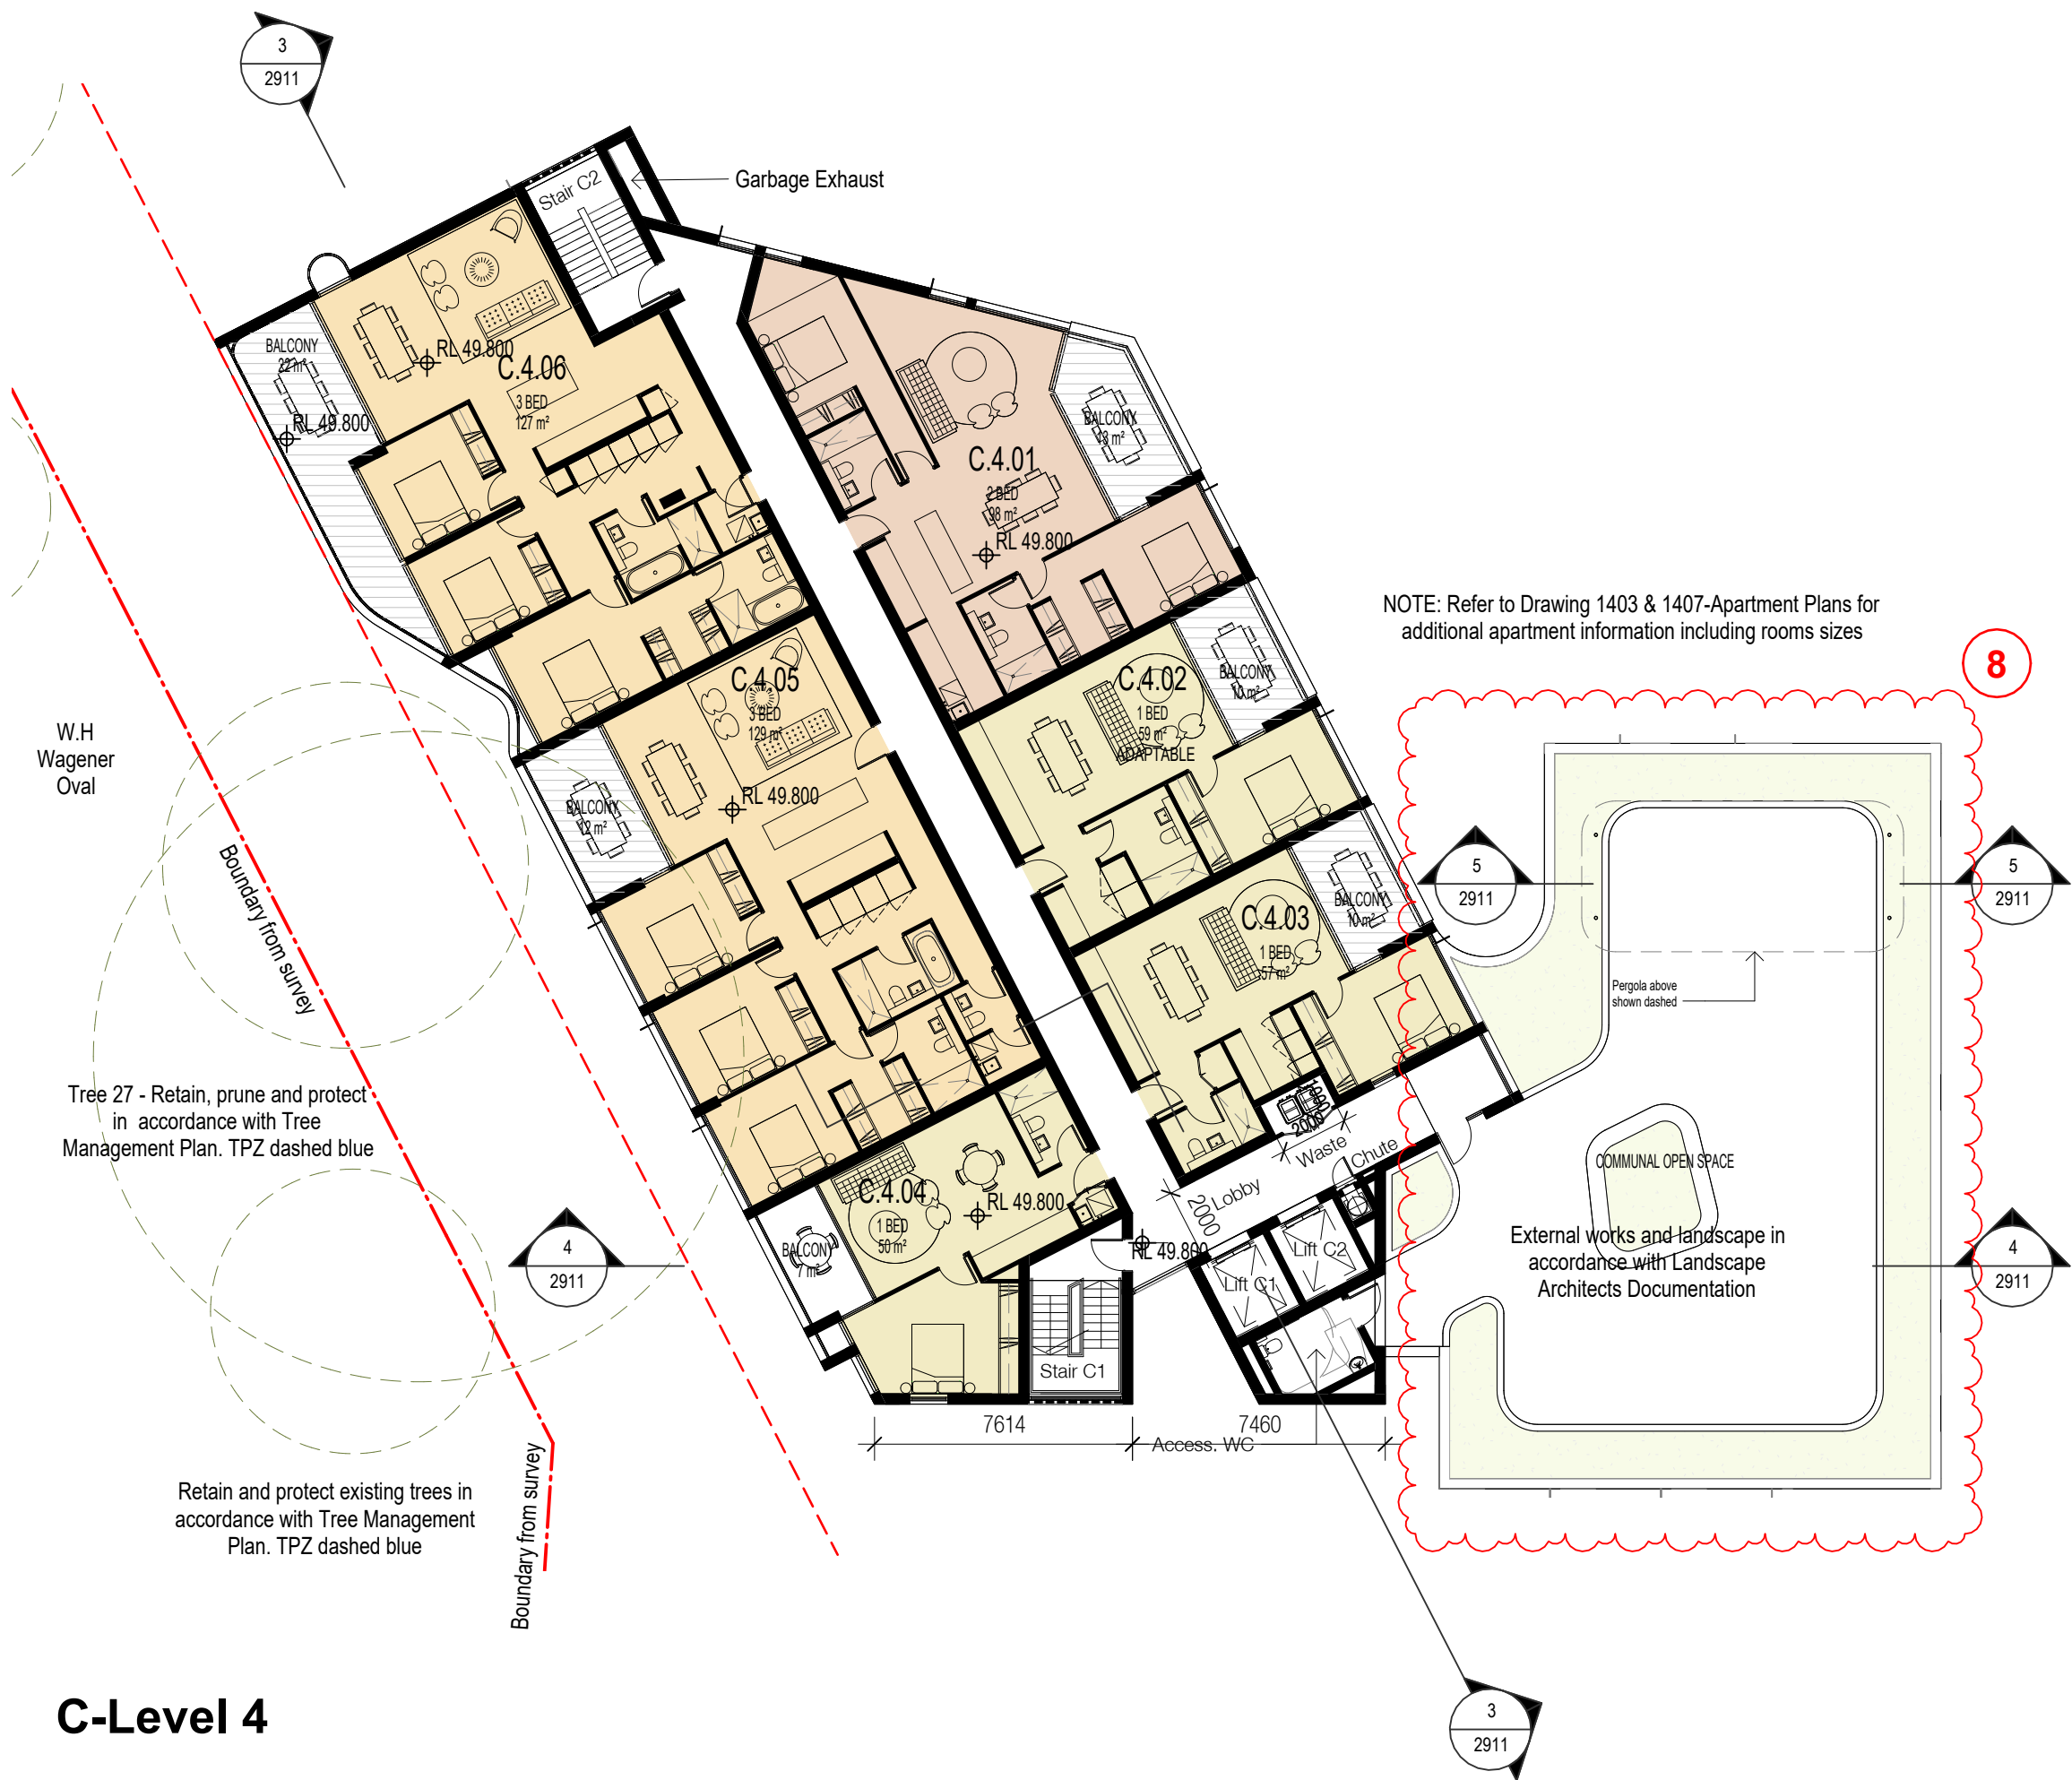 3
2911
Garbage Exhaust
Stair C2
BALCONY
22 m²
RL 49.800
C.4.06
3 BED
127 m²
RL 49.800
BALCONY
13 m²
C.4.01
2 BED
98 m²
RL 49.800
NOTE: Refer to Drawing 1403 & 1407-Apartment Plans for
additional apartment information including rooms sizes
8
C.4.05
3 BED
129 m²
RL 49.800
C.4.02
1 BED
59 m²
ADAPTABLE
BALCONY
10 m²
W.H
Wagener
Oval
BALCONY
12 m²
Boundary from survey
5
2911
5
2911
BALCONY
10 m²
C.4.03
1 BED
57 m²
Pergola above
shown dashed
Tree 27 - Retain, prune and protect
in accordance with Tree
Management Plan. TPZ dashed blue
2000
Waste
Chute
COMMUNAL OPEN SPACE
C.4.04
1 BED
50 m²
RL 49.800
Lobby
2000
BALCONY
7 m²
RL 49.800
Lift C2
Lift C1
External works and landscape in
accordance with Landscape
Architects Documentation
4
2911
4
2911
Stair C1
7614
7460
Access. WC
Boundary from survey
Retain and protect existing trees in
accordance with Tree Management
Plan. TPZ dashed blue
C-Level 4
3
2911